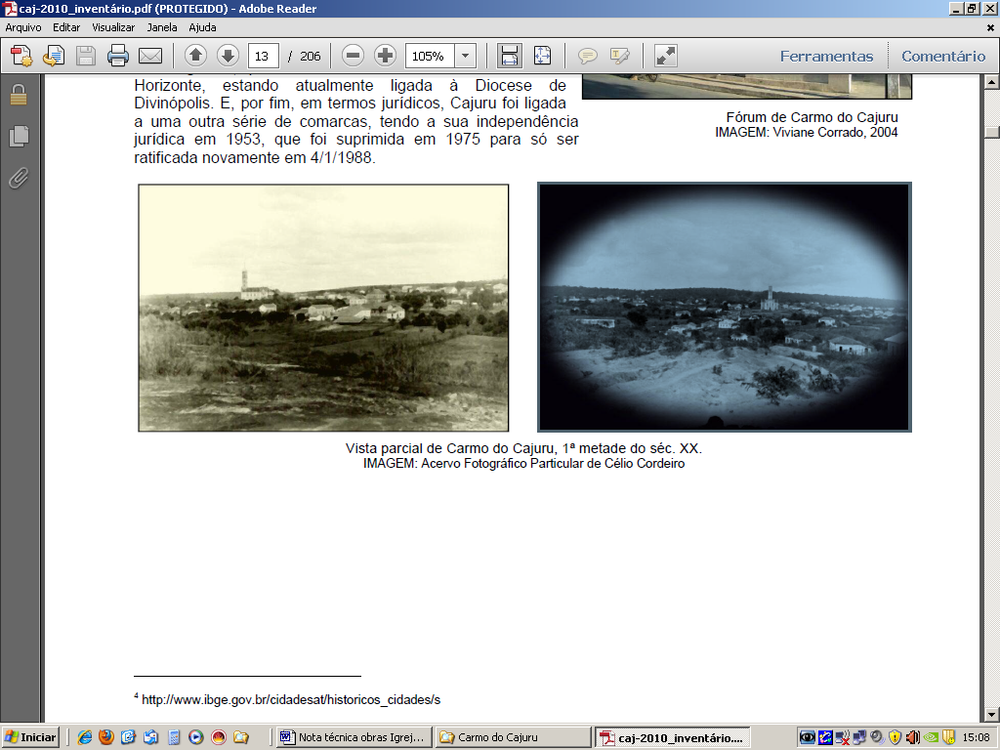 caj-2010_inventário.pdf (PROTEGIDO) - Adobe Reader
Arquivo Editar Visualizar Janela Ajuda
13 / 206 105% Ferramentas Comentário
Horizonte, estando atualmente ligada à Diocese de
Divinópolis. E, por fim, em termos jurídicos, Cajuru foi ligada
a uma outra série de comarcas, tendo a sua independência
jurídica em 1953, que foi suprimida em 1975 para só ser
ratificada novamente em 4/1/1988.
Fórum de Carmo do Cajuru
IMAGEM: Viviane Corrado, 2004
Vista parcial de Carmo do Cajuru, 1ª metade do séc. XX.
IMAGEM: Acervo Fotográfico Particular de Célio Cordeiro
4 http://www.ibge.gov.br/cidadesat/historicos_cidades/s
Iniciar Nota técnica obras Igrej... Carmo do Cajuru caj-2010_inventário.... 15:08